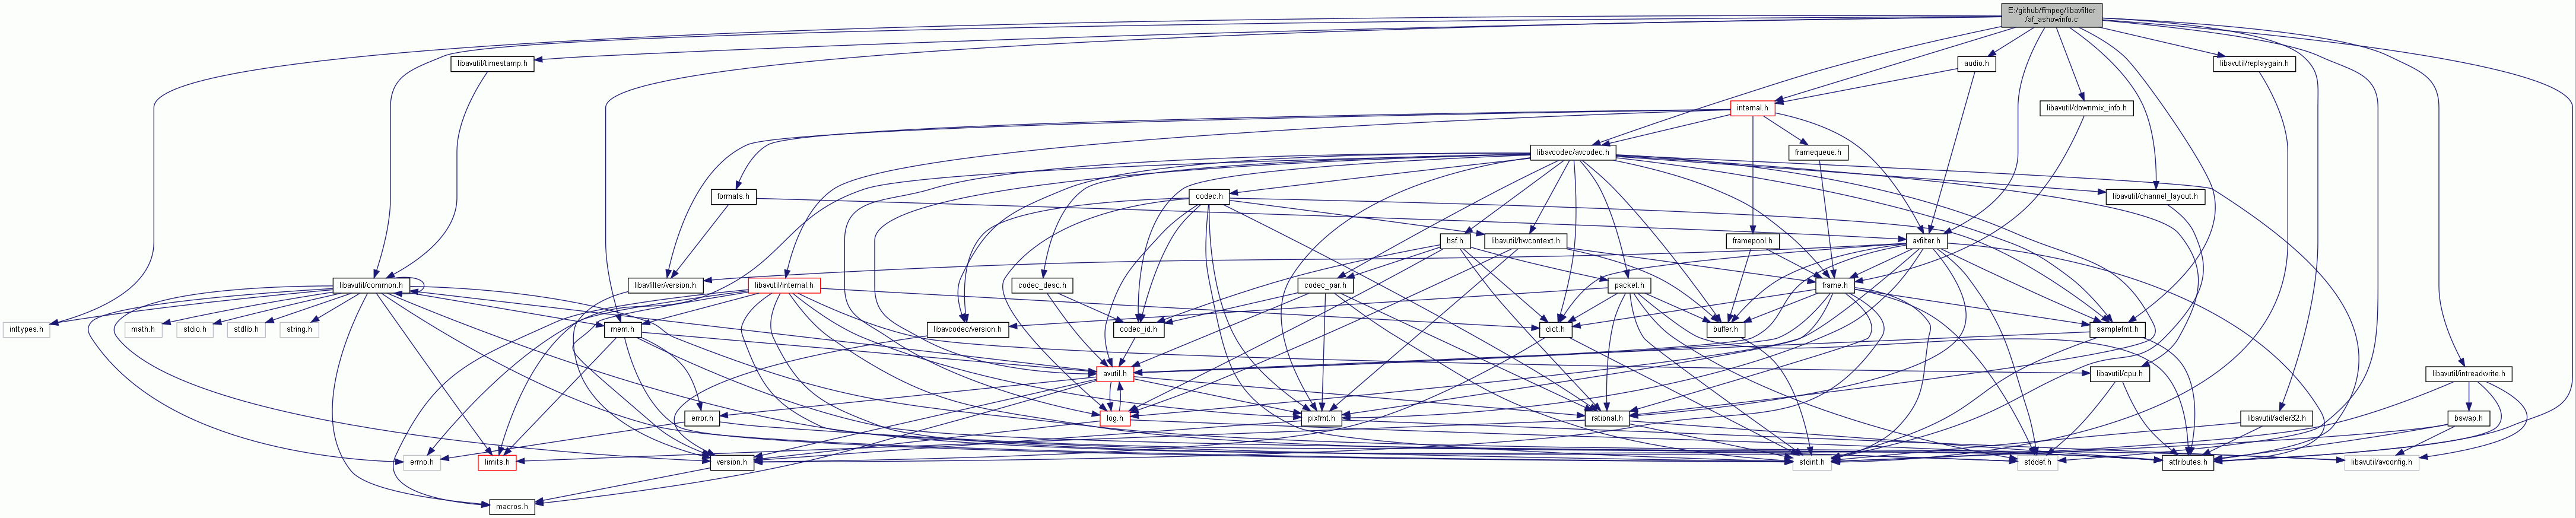 E:/github/ffmpeg/libavfilter
/af_ashowinfo.c
libavutil/timestamp.h
audio.h
libavutil/replaygain.h
internal.h
libavutil/downmix_info.h
libavcodec/avcodec.h
framequeue.h
formats.h
codec.h
libavutil/channel_layout.h
bsf.h
libavutil/hwcontext.h
framepool.h
avfilter.h
libavutil/common.h
libavfilter/version.h
libavutil/internal.h
codec_desc.h
codec_par.h
packet.h
frame.h
inttypes.h
math.h
stdio.h
stdlib.h
string.h
mem.h
libavcodec/version.h
codec_id.h
dict.h
buffer.h
samplefmt.h
avutil.h
libavutil/cpu.h
libavutil/intreadwrite.h
error.h
log.h
pixfmt.h
rational.h
libavutil/adler32.h
bswap.h
errno.h
limits.h
version.h
stdint.h
stddef.h
attributes.h
libavutil/avconfig.h
macros.h